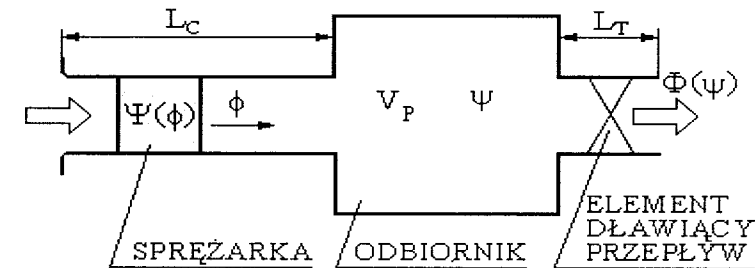 L_C
L_T
Ψ(ϕ)
ϕ
V_P
Ψ
Φ(ψ)
SPRĘŻARKA
ODBIORNIK
ELEMENT
DŁAWIĄCY
PRZEPŁYW